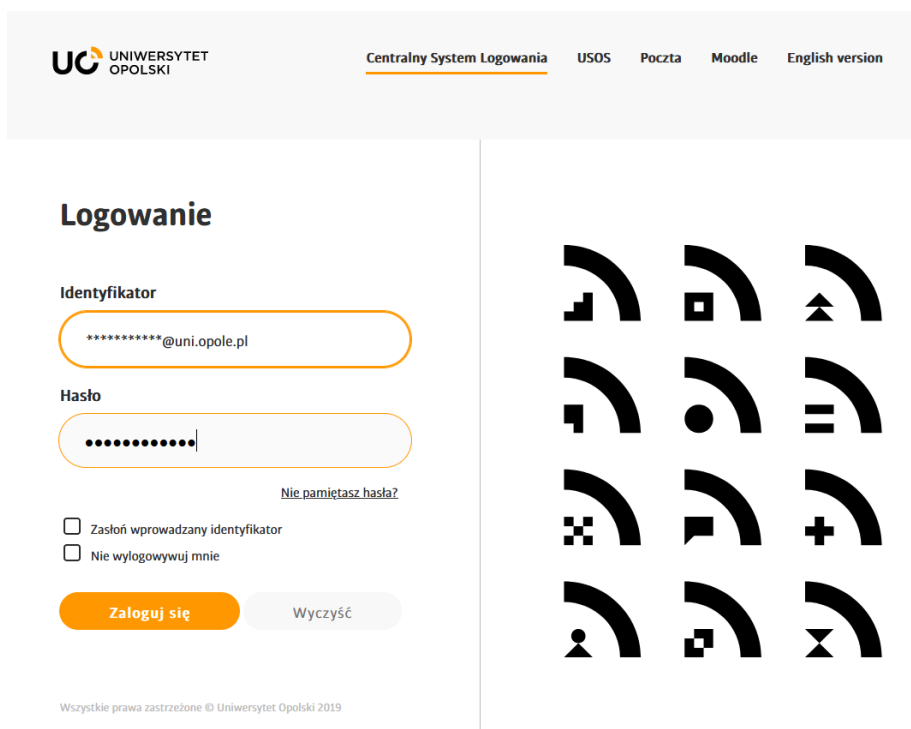 UO UNIWERSYTET
OPOLSKI
Centralny System Logowania USOS Poczta Moodle English version
Logowanie
Identyfikator
***********@uni.opole.pl
Hasło
●●●●●●●●●●●●
Nie pamiętasz hasła?
Zasłoń wprowadzany identyfikator
Nie wylogowywuj mnie
Zaloguj się Wyczyść
Wszystkie prawa zastrzeżone © Uniwersytet Opolski 2019